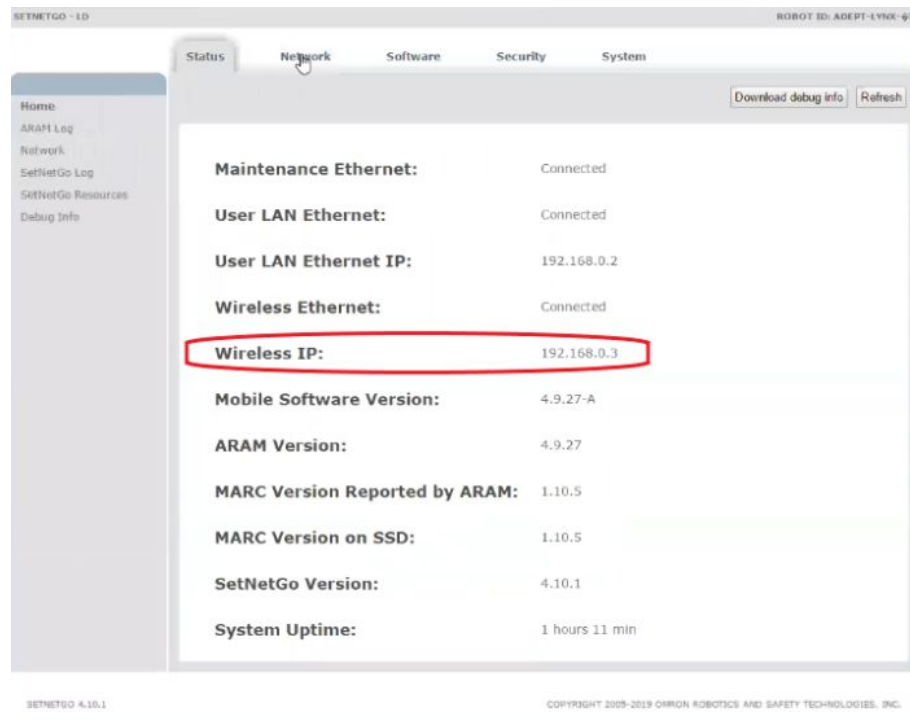 SETNETGO - LD
ROBOT ID: ADEPT-LYNX-
Status Network Software Security System
Download debug info Refresh
Home
ARAM Log
Network
SetNetGo Log
SetNetGo Resources
Debug Info
Maintenance Ethernet: Connected
User LAN Ethernet: Connected
User LAN Ethernet IP: 192.168.0.2
Wireless Ethernet: Connected
Wireless IP: 192.168.0.3
Mobile Software Version: 4.9.27-A
ARAM Version: 4.9.27
MARC Version Reported by ARAM: 1.10.5
MARC Version on SSD: 1.10.5
SetNetGo Version: 4.10.1
System Uptime: 1 hours 11 min
SETNETGO 4.10.1
COPYRIGHT 2005-2019 OMRON ROBOTICS AND SAFETY TECHNOLOGIES, INC.